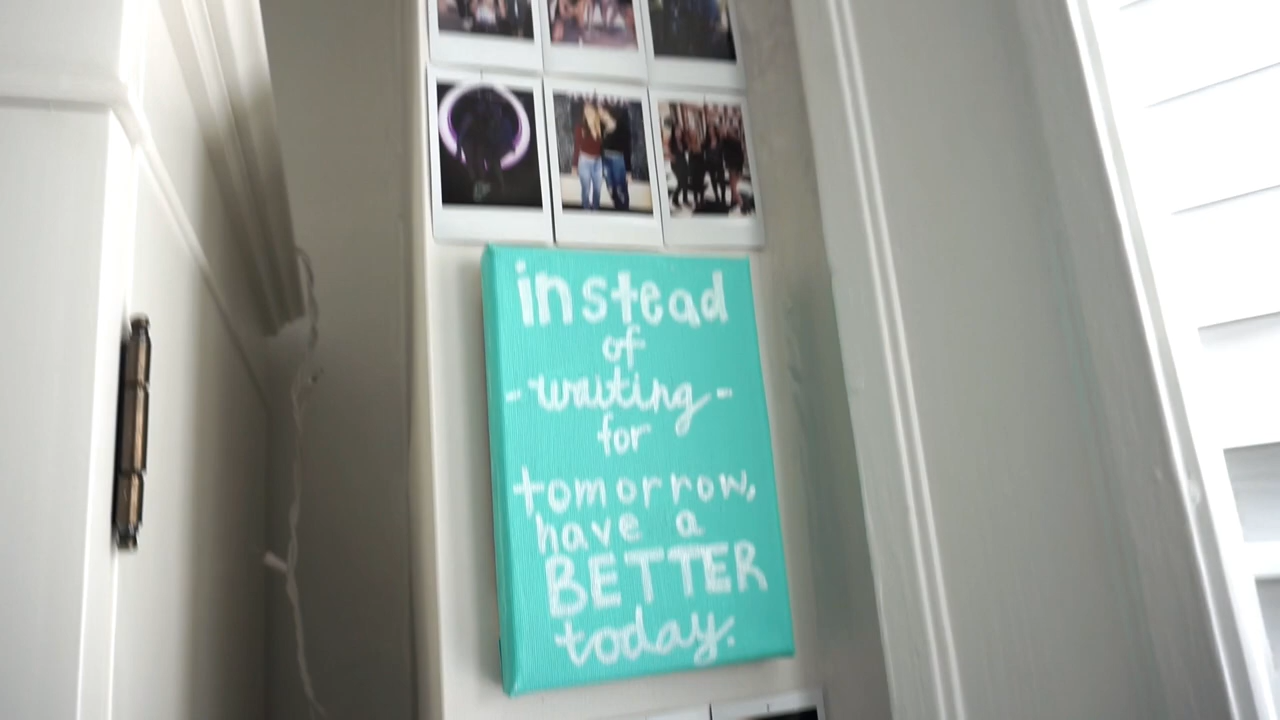 instead
of
-waiting-
for
tomorrow,
have a
BETTER
today.